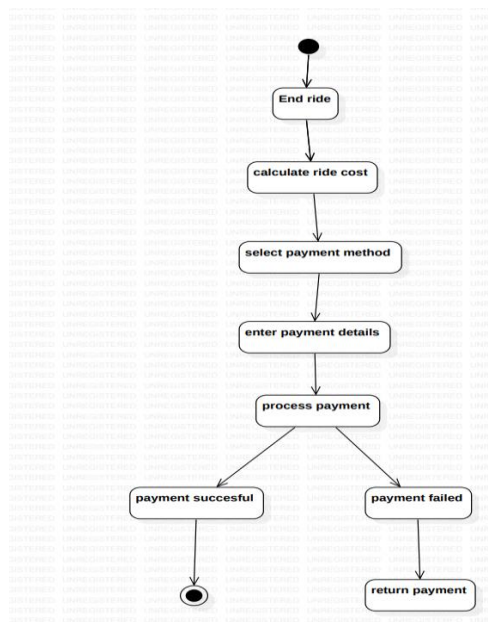 End ride
calculate ride cost
select payment method
enter payment details
process payment
payment succesful
payment failed
return payment